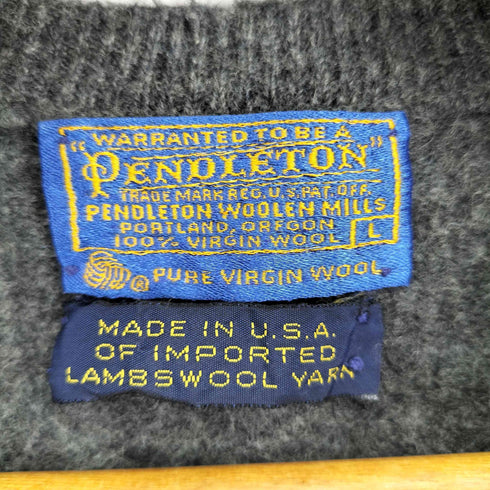 WARRANTED TO BE A
"PENDLETON"
TRADE MARK REG. U.S. PAT. OFF.
PENDLETON WOOLEN MILLS
PORTLAND, OREGON
100% VIRGIN WOOL L
® PURE VIRGIN WOOL
MADE IN U.S.A.
OF IMPORTED
LAMBSWOOL YARN